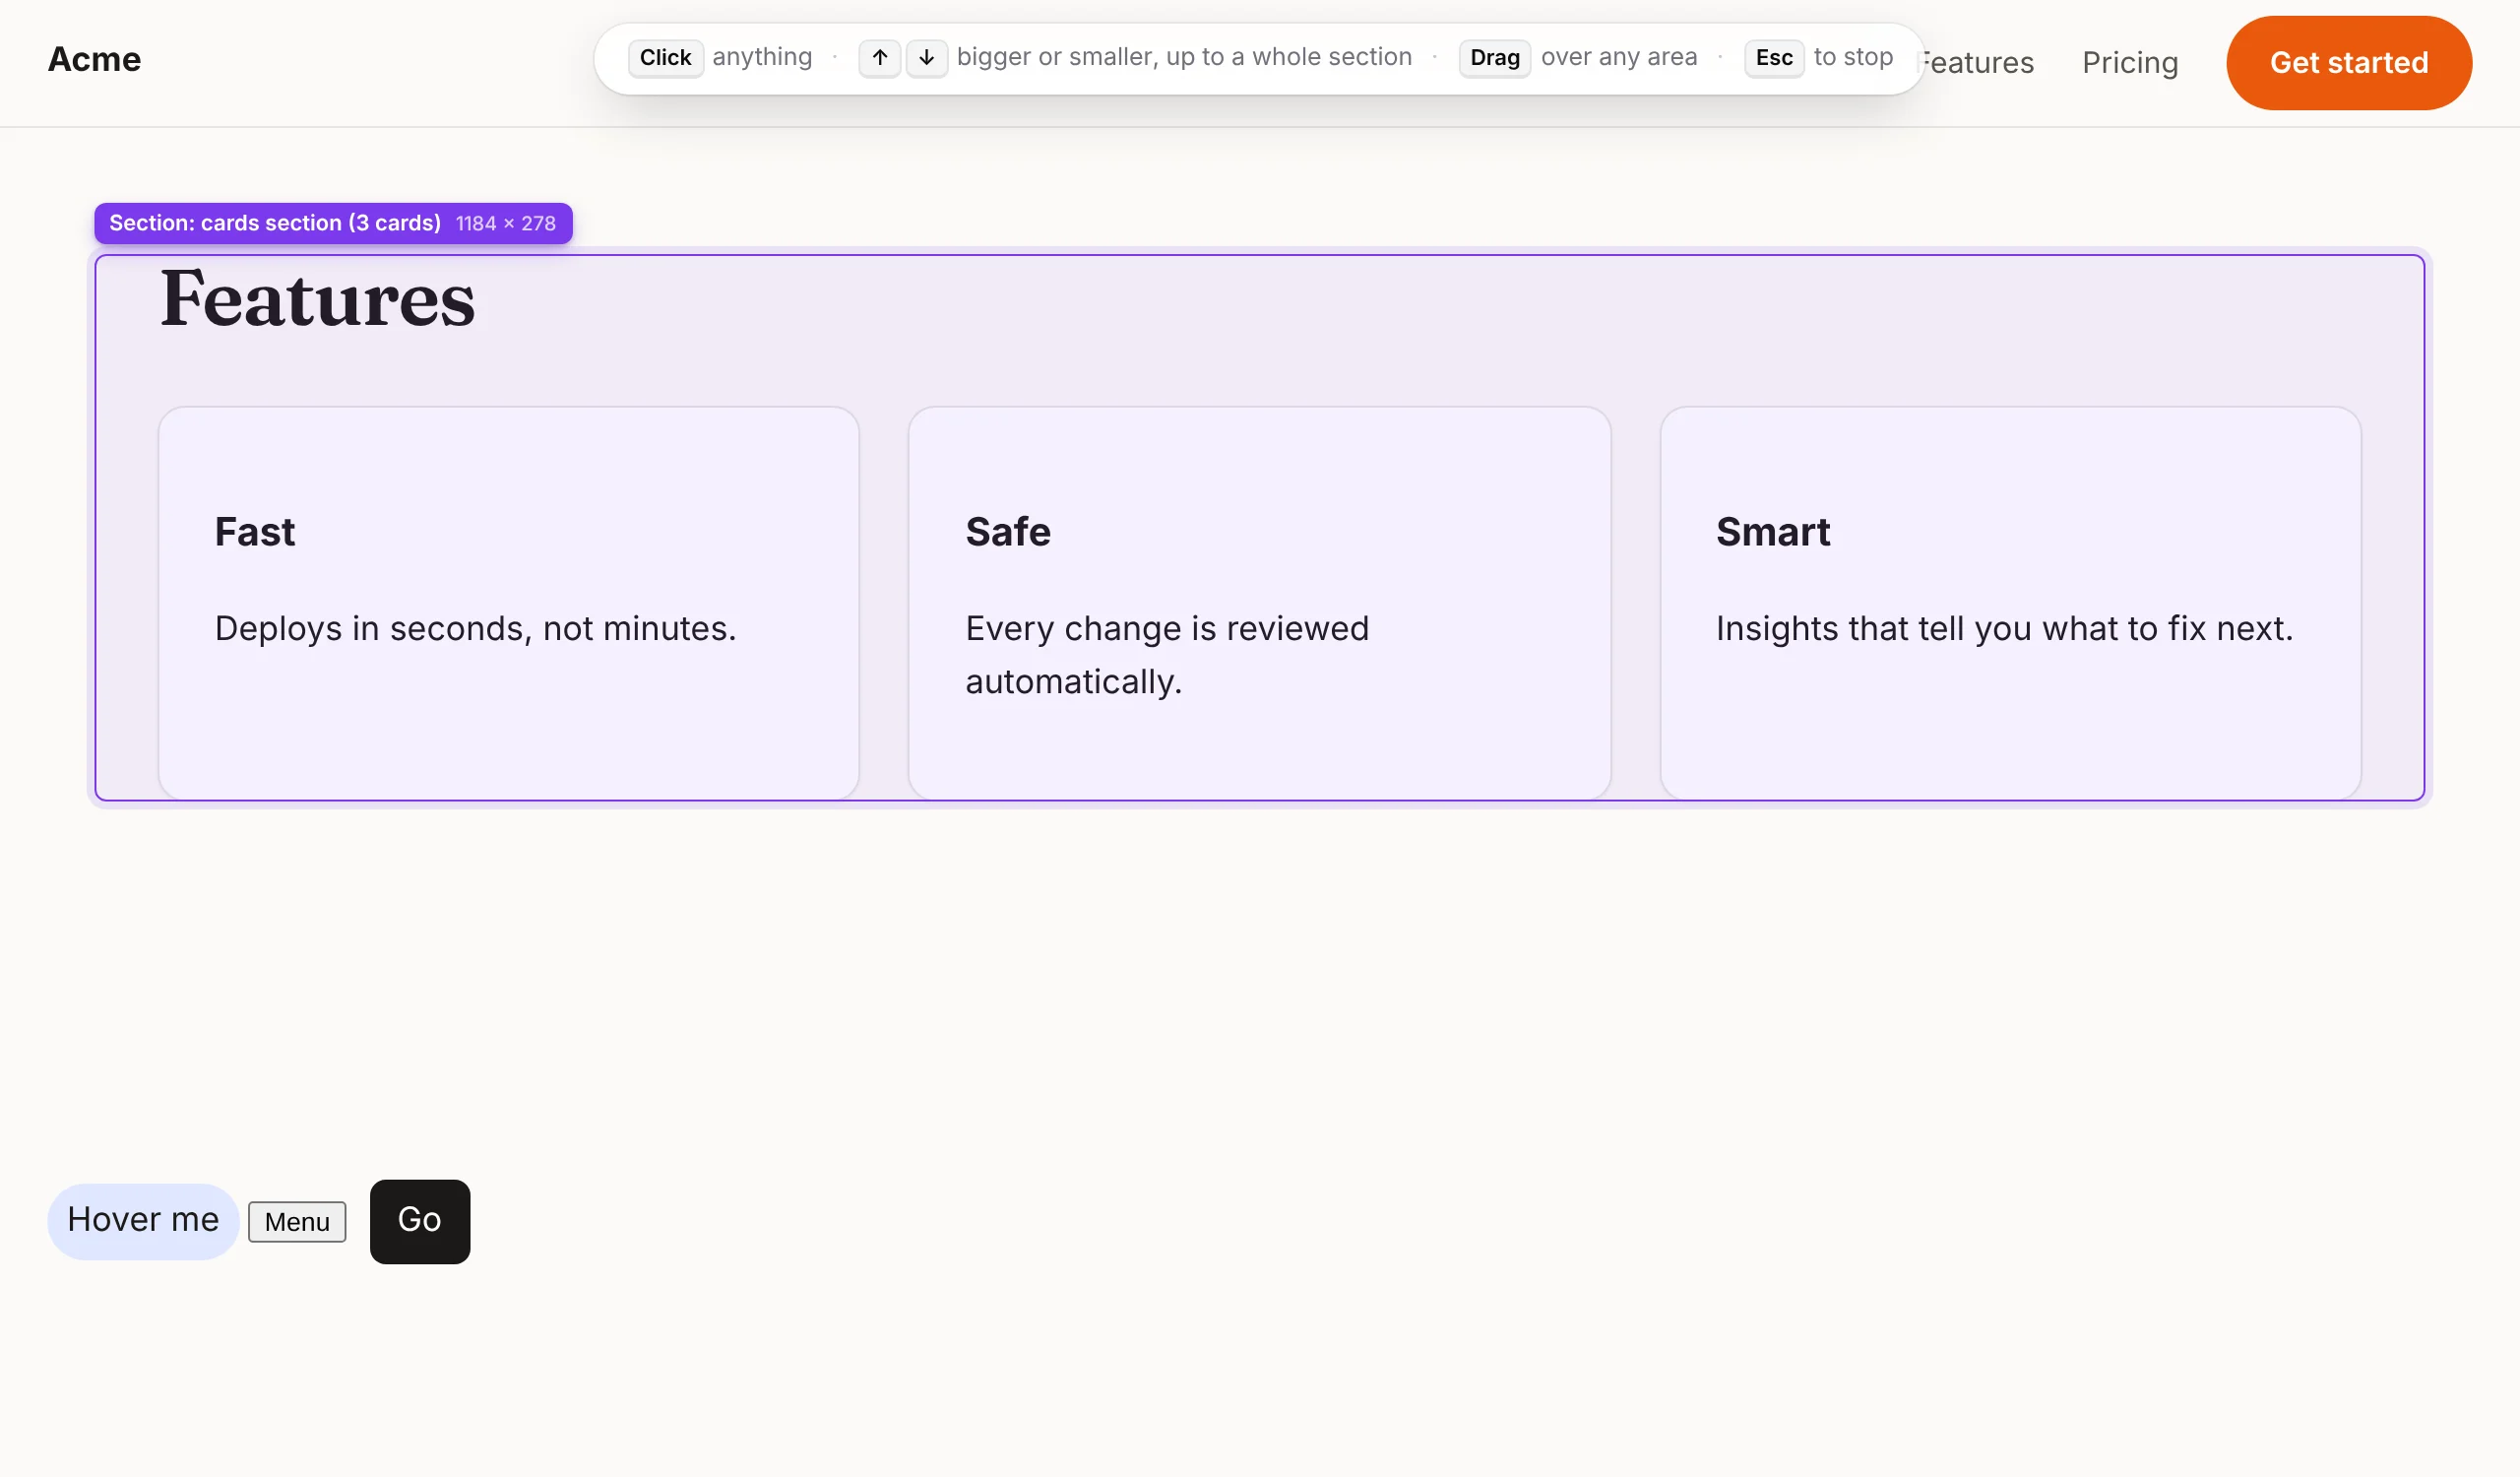 Acme
Click anything · ↑ ↓ bigger or smaller, up to a whole section · Drag over any area · Esc to stop
Features Pricing Get started
Section: cards section (3 cards) 1184 × 278
Features
Fast
Deploys in seconds, not minutes.
Safe
Every change is reviewed
automatically.
Smart
Insights that tell you what to fix next.
Hover me Menu Go